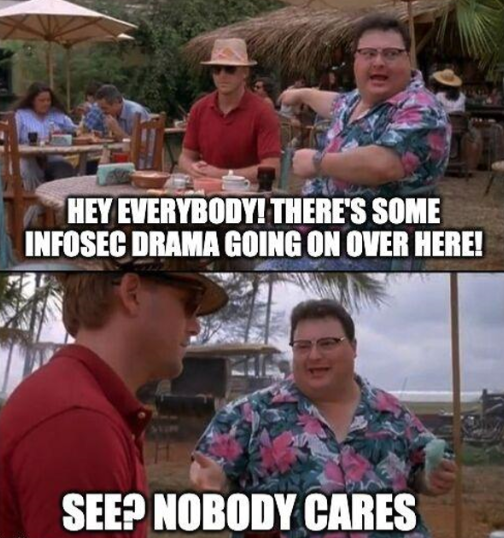 HEY EVERYBODY! THERE'S SOME
INFOSEC DRAMA GOING ON OVER HERE!
SEE? NOBODY CARES